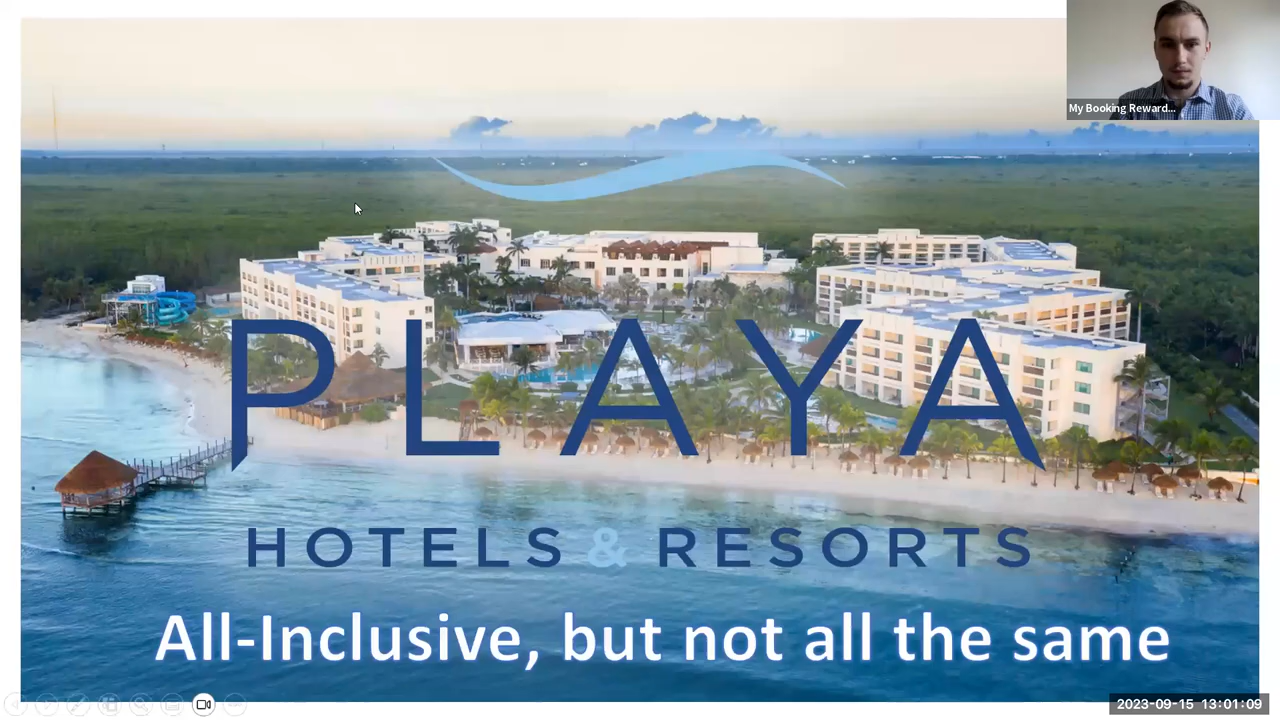 My Booking Reward...
PLAYA
HOTELS & RESORTS
All-Inclusive, but not all the same
2023-09-15 13:01:09